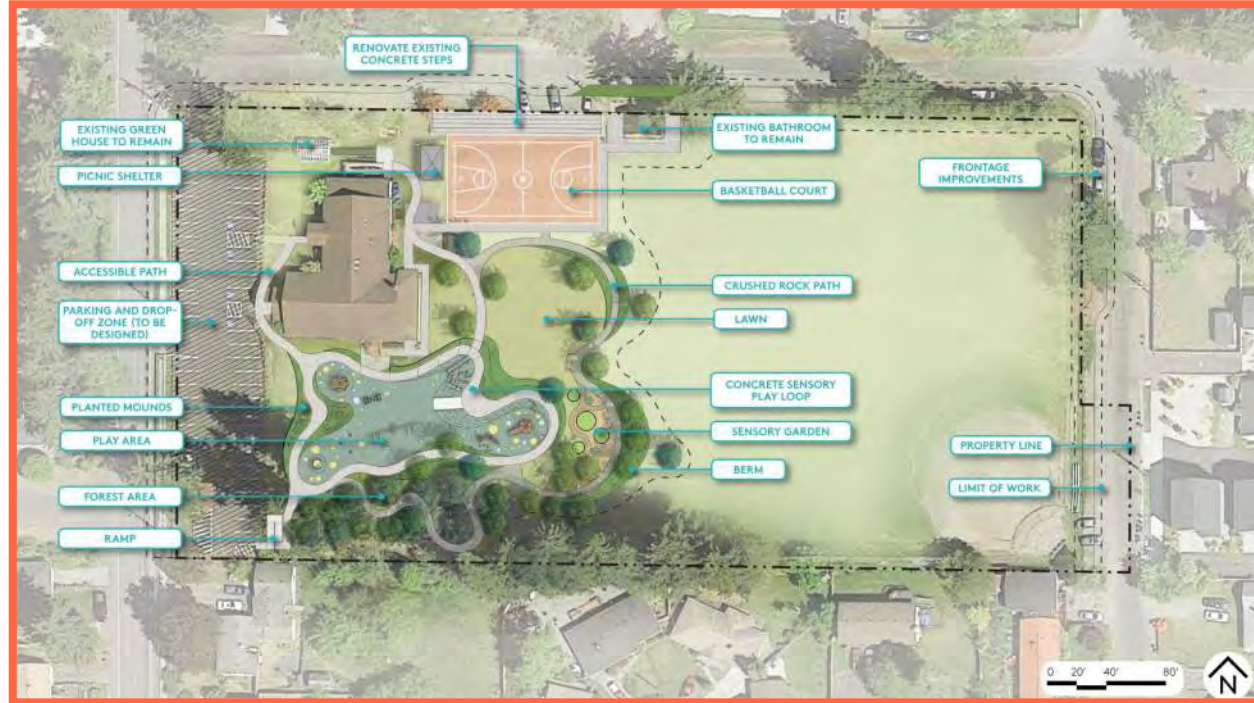 RENOVATE EXISTING
CONCRETE STEPS
EXISTING GREEN
HOUSE TO REMAIN
PICNIC SHELTER
ACCESSIBLE PATH
PARKING AND DROP-
OFF ZONE (TO BE
DESIGNED)
PLANTED MOUNDS
PLAY AREA
FOREST AREA
RAMP
EXISTING BATHROOM
TO REMAIN
BASKETBALL COURT
CRUSHED ROCK PATH
LAWN
CONCRETE SENSORY
PLAY LOOP
SENSORY GARDEN
BERM
FRONTAGE
IMPROVEMENTS
PROPERTY LINE
LIMIT OF WORK
0 20' 40' 80'
N